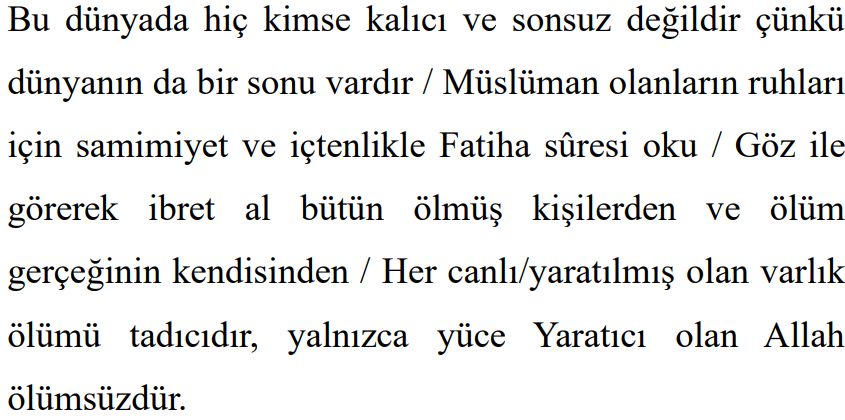 Bu dünyada hiç kimse kalıcı ve sonsuz değildir çünkü
dünyanın da bir sonu vardır / Müslüman olanların ruhları
için samimiyet ve içtenlikle Fatiha sûresi oku / Göz ile
görerek ibret al bütün ölmüş kişilerden ve ölüm
gerçeğinin kendisinden / Her canlı/yaratılmış olan varlık
ölümü tadıcıdır, yalnızca yüce Yaratıcı olan Allah
ölümsüzdür.